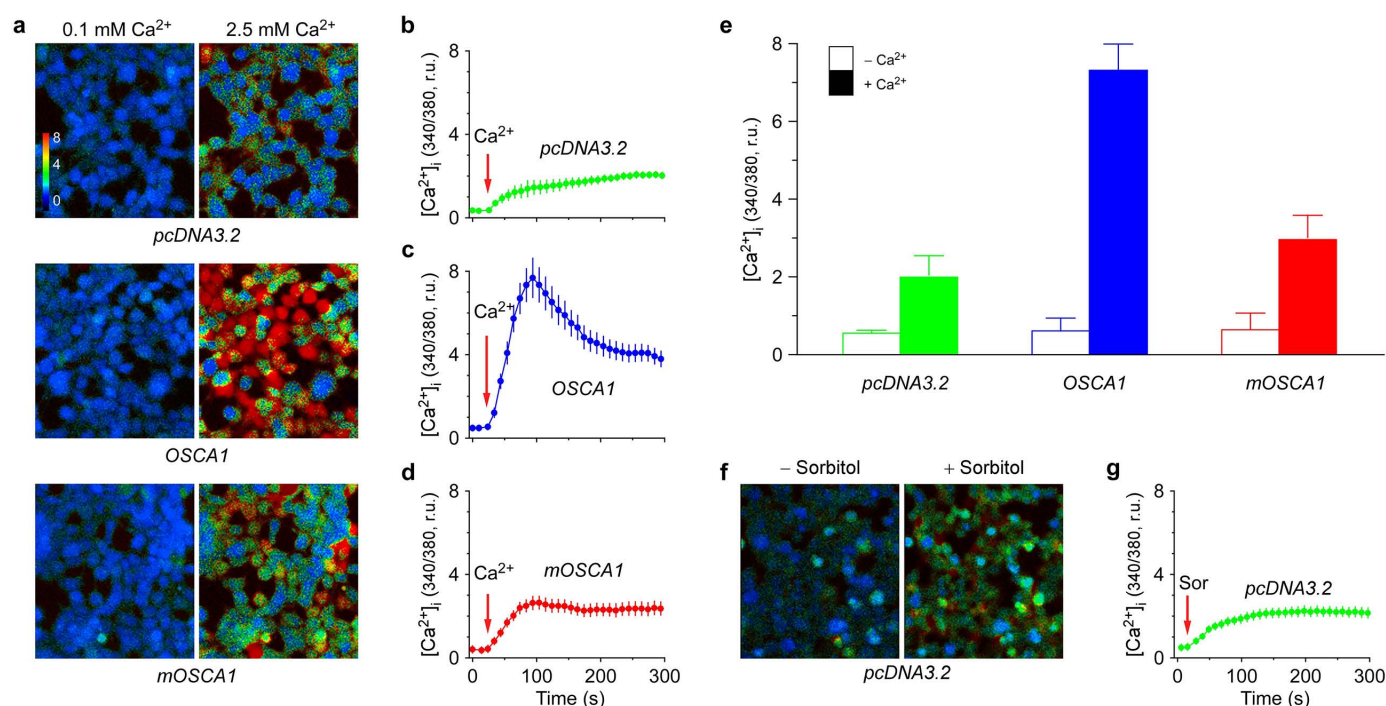 a
0.1 mM Ca²⁺
2.5 mM Ca²⁺
8
4
0
pcDNA3.2
OSCA1
mOSCA1
b
[Ca²⁺]ᵢ (340/380, r.u.)
8
4
0
Ca²⁺
pcDNA3.2
c
[Ca²⁺]ᵢ (340/380, r.u.)
8
4
0
Ca²⁺
OSCA1
d
[Ca²⁺]ᵢ (340/380, r.u.)
8
4
0
Ca²⁺
mOSCA1
0 100 200 300
Time (s)
e
[Ca²⁺]ᵢ (340/380, r.u.)
8
6
4
2
0
– Ca²⁺
+ Ca²⁺
pcDNA3.2 OSCA1 mOSCA1
f
– Sorbitol
+ Sorbitol
pcDNA3.2
g
[Ca²⁺]ᵢ (340/380, r.u.)
8
4
0
Sor
pcDNA3.2
0 100 200 300
Time (s)